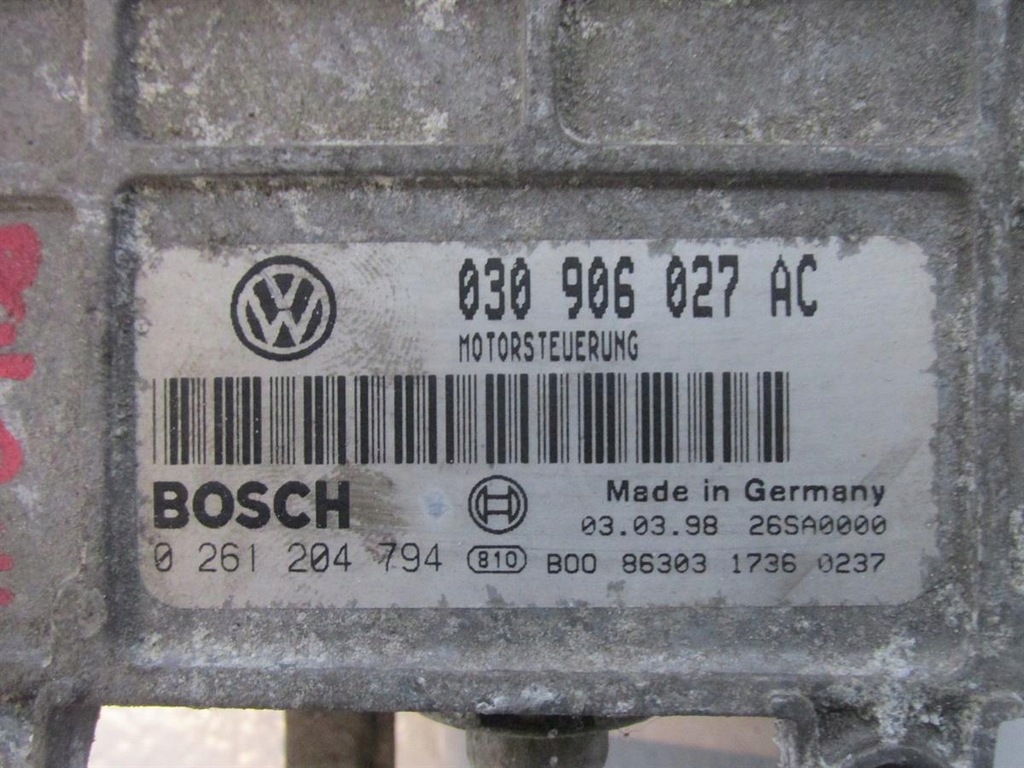 030 906 027 AC
MOTORSTEUERUNG
BOSCH
Made in Germany
03.03.98 26SA0000
0 261 204 794 810 B00 86303 1736 0237